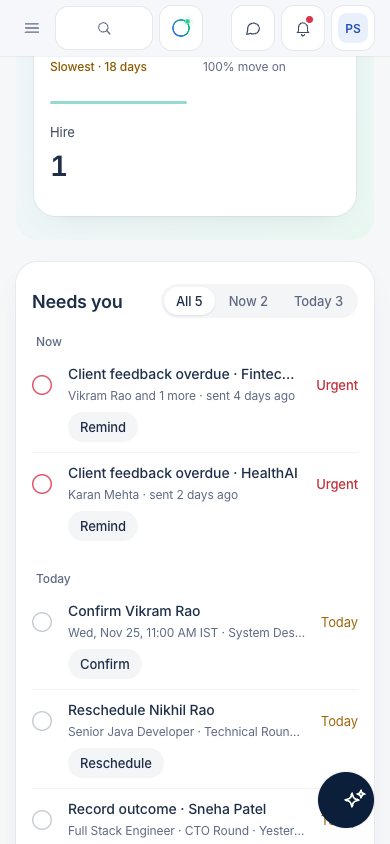 PS
Slowest · 18 days
100% move on
Hire
1
Needs you
All 5
Now 2
Today 3
Now
Client feedback overdue · Fintec...
Urgent
Vikram Rao and 1 more · sent 4 days ago
Remind
Client feedback overdue · HealthAI
Urgent
Karan Mehta · sent 2 days ago
Remind
Today
Confirm Vikram Rao
Today
Wed, Nov 25, 11:00 AM IST · System Des...
Confirm
Reschedule Nikhil Rao
Today
Senior Java Developer · Technical Roun...
Reschedule
Record outcome · Sneha Patel
Full Stack Engineer · CTO Round · Yester...